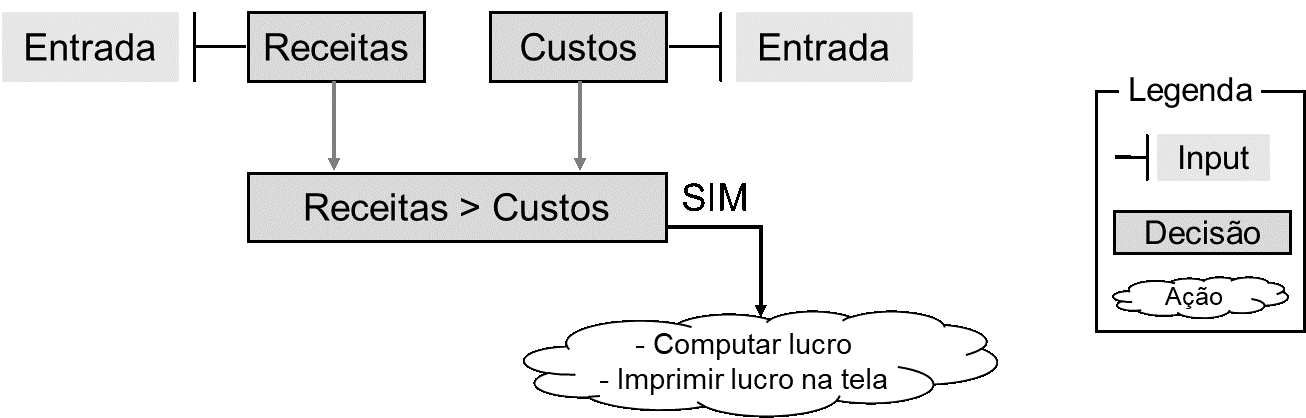 Entrada
Receitas
Custos
Entrada
Legenda
Input
Receitas > Custos
SIM
Decisão
Ação
- Computar lucro
- Imprimir lucro na tela